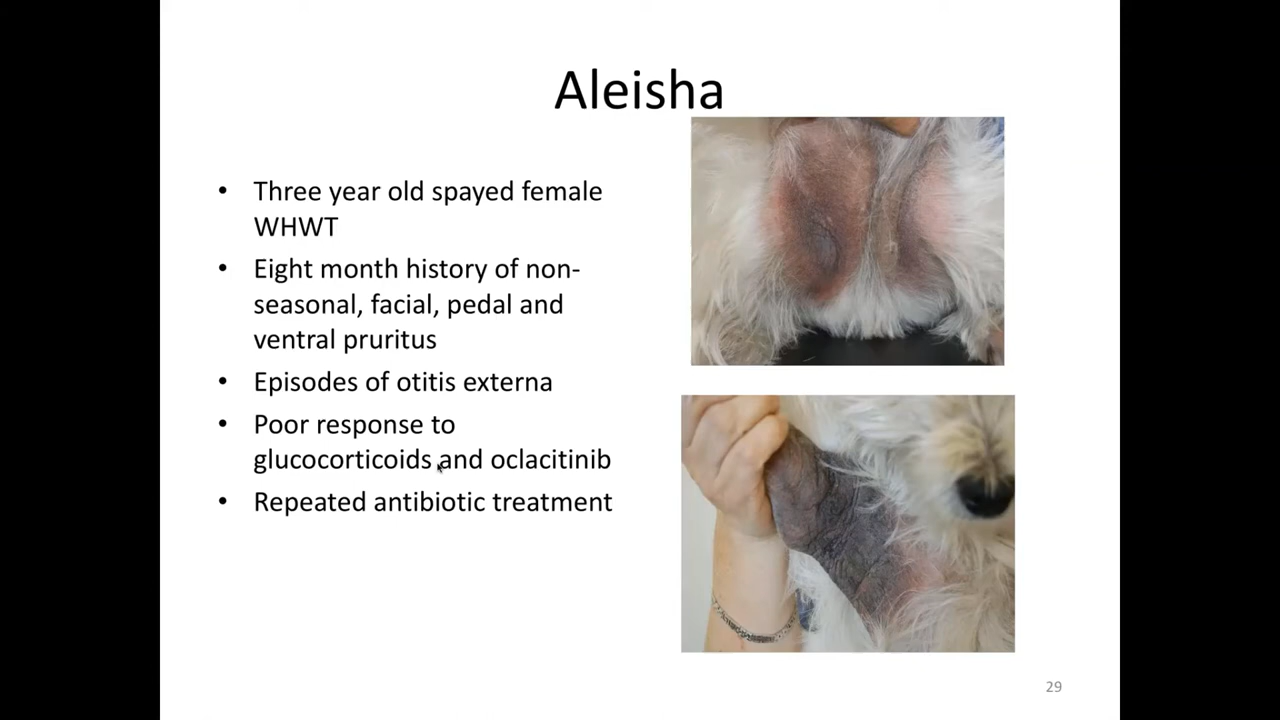 Aleisha
• Three year old spayed female
WHWT
• Eight month history of non-
seasonal, facial, pedal and
ventral pruritus
• Episodes of otitis externa
• Poor response to
glucocorticoids and oclacitinib
• Repeated antibiotic treatment
29